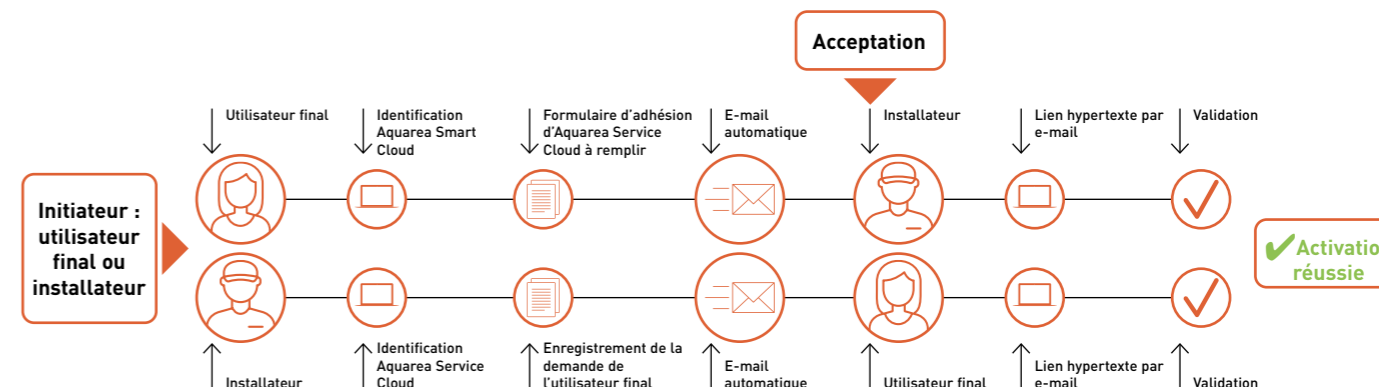 Acceptation
Utilisateur final
Identification
Aquarea Smart
Cloud
Formulaire d'adhésion
d'Aquarea Service
Cloud à remplir
E-mail
automatique
Installateur
Lien hypertexte par
e-mail
Validation
Initiateur :
utilisateur
final ou
installateur
Activatio
réussie
Installateur
Identification
Aquarea Service
Cloud
Enregistrement de la
demande de
l'utilisateur final
E-mail
automatique
Utilisateur final
Lien hypertexte par
e-mail
Validation